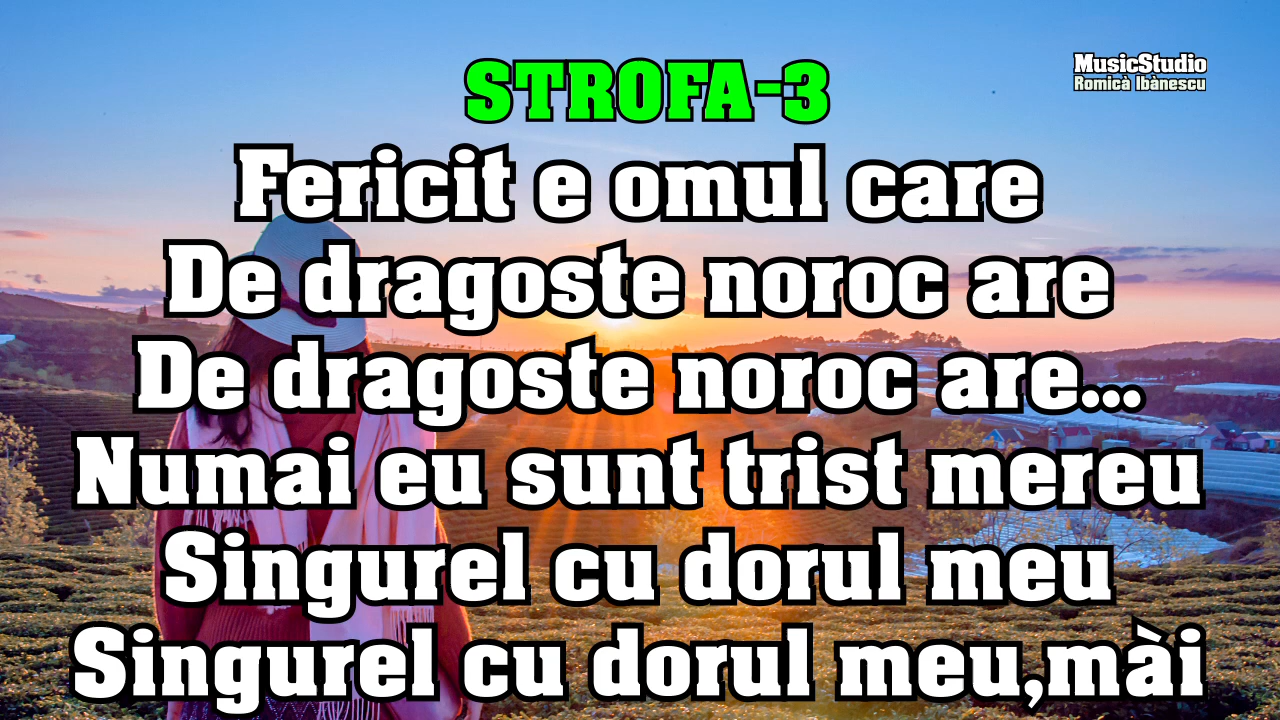 STROFA-3
MusicStudio
Romicà Ibànescu
Fericit e omul care
De dragoste noroc are
De dragoste noroc are...
Numai eu sunt trist mereu
Singurel cu dorul meu
Singurel cu dorul meu,mài